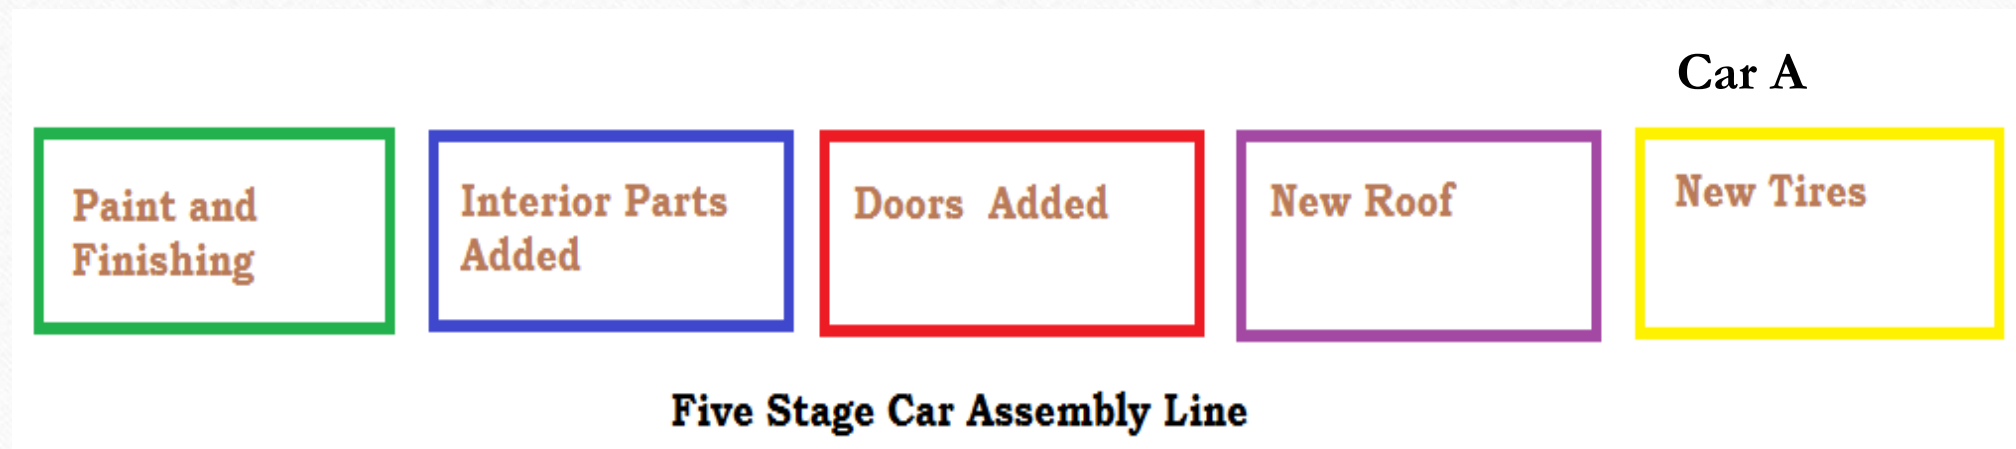 Car A
Paint and
Finishing
Interior Parts
Added
Doors  Added
New Roof
New Tires
Five Stage Car Assembly Line